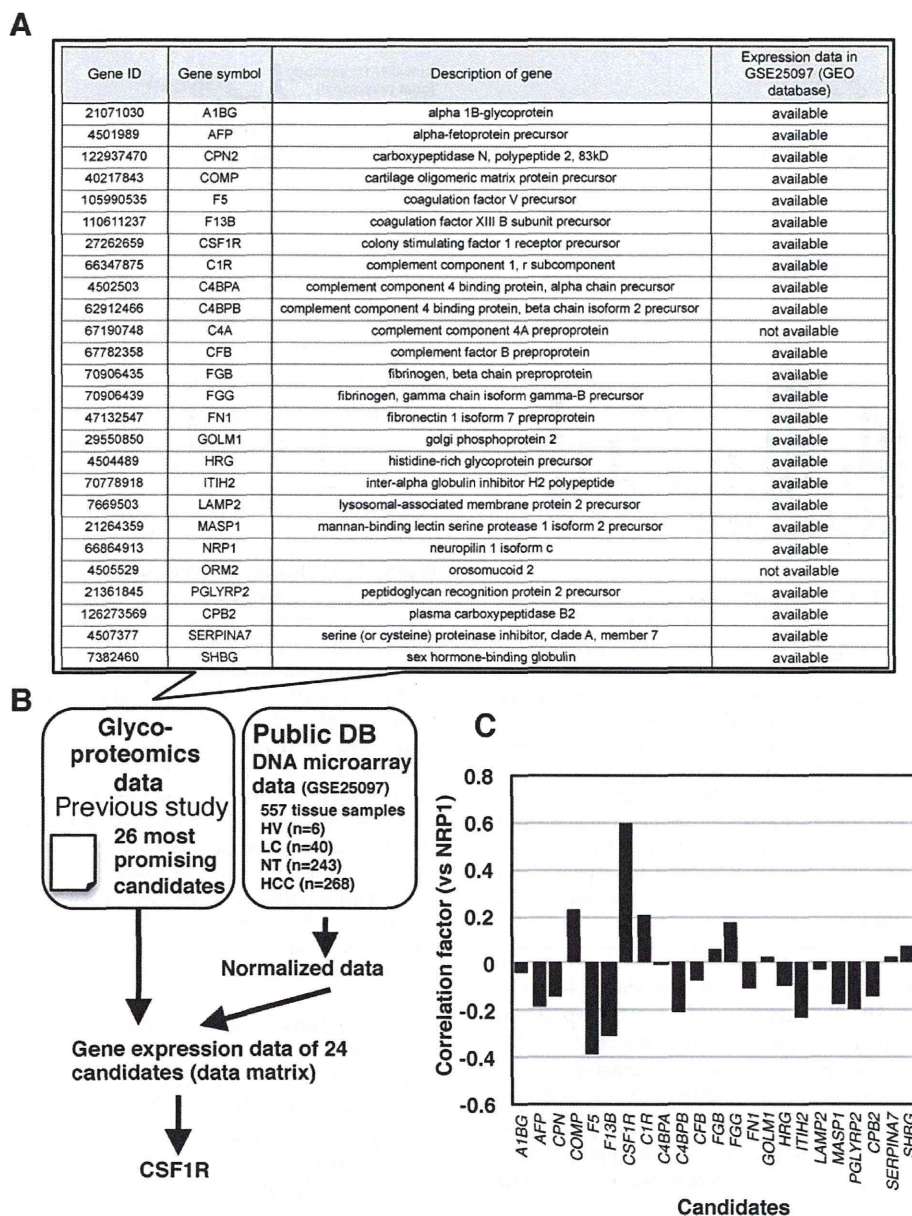 A
Gene ID Gene symbol Description of gene Expression data in GSE25097 (GEO database)
21071030 A1BG alpha 1B-glycoprotein available
4501989 AFP alpha-fetoprotein precursor available
122937470 CPN2 carboxypeptidase N, polypeptide 2, 83kD available
40217843 COMP cartilage oligomeric matrix protein precursor available
105990535 F5 coagulation factor V precursor available
110611237 F13B coagulation factor XIII B subunit precursor available
27262659 CSF1R colony stimulating factor 1 receptor precursor available
66347875 C1R complement component 1, r subcomponent available
4502503 C4BPA complement component 4 binding protein, alpha chain precursor available
62912466 C4BPB complement component 4 binding protein, beta chain isoform 2 precursor available
67190748 C4A complement component 4A preproprotein not available
67782358 CFB complement factor B preproprotein available
70906435 FGB fibrinogen, beta chain preproprotein available
70906439 FGG fibrinogen, gamma chain isoform gamma-B precursor available
47132547 FN1 fibronectin 1 isoform 7 preproprotein available
29550850 GOLM1 golgi phosphoprotein 2 available
4504489 HRG histidine-rich glycoprotein precursor available
70778918 ITIH2 inter-alpha globulin inhibitor H2 polypeptide available
7669503 LAMP2 lysosomal-associated membrane protein 2 precursor available
21264359 MASP1 mannan-binding lectin serine protease 1 isoform 2 precursor available
66864913 NRP1 neuropilin 1 isoform c available
4505529 ORM2 orosomucoid 2 not available
21361845 PGLYRP2 peptidoglycan recognition protein 2 precursor available
126273569 CPB2 plasma carboxypeptidase B2 available
4507377 SERPINA7 serine (or cysteine) proteinase inhibitor, clade A, member 7 available
7382460 SHBG sex hormone-binding globulin available
B
Glyco-
proteomics
data
Previous study
26 most
promising
candidates
Public DB
DNA microarray
data (GSE25097)
557 tissue samples
HV (n=6)
LC (n=40)
NT (n=243)
HCC (n=268)
Normalized data
Gene expression data of 24
candidates (data matrix)
CSF1R
C
Correlation factor (vs NRP1)
0.8
0.6
0.4
0.2
0
-0.2
-0.4
-0.6
A1BG
AFP
CPN
COMP
F5
F13B
CSF1R
C1R
C4BPA
C4BPB
CFB
FGB
FGG
FN1
GOLM1
HRG
ITIH2
LAMP2
MASP1
PGLYRP2
CPB2
SERPINA7
SHBG
Candidates